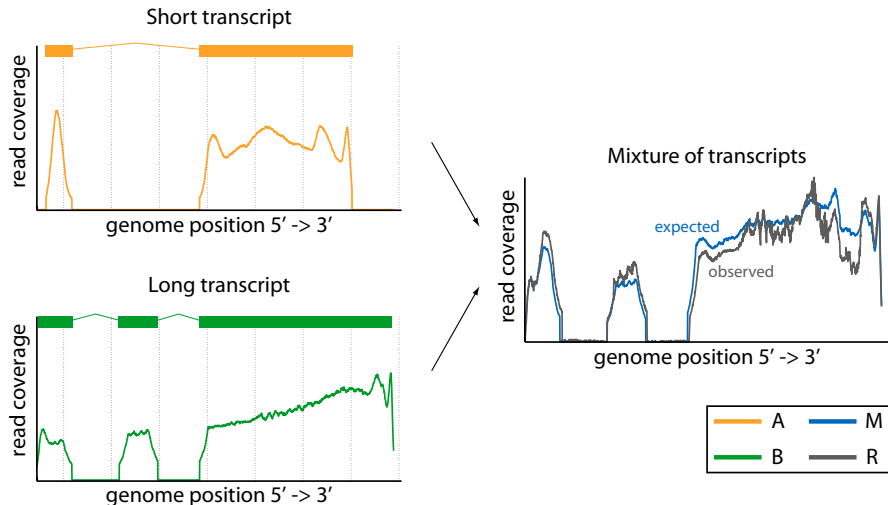 Short transcript
read coverage
genome position 5’ -> 3’
Long transcript
read coverage
genome position 5’ -> 3’
Mixture of transcripts
expected
observed
read coverage
genome position 5’ -> 3’
A M
B R